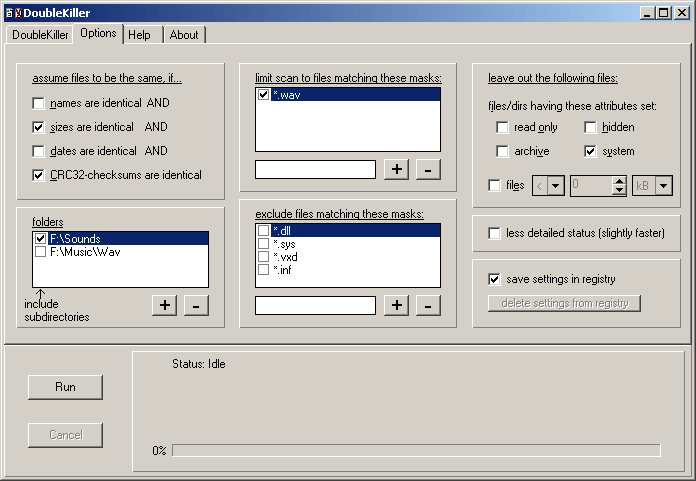 DoubleKiller
DoubleKiller Options Help About
assume files to be the same, if...
names are identical AND
sizes are identical AND
dates are identical AND
CRC32-checksums are identical
folders
F:\Sounds
F:\Music\Wav
include
subdirectories
+ -
limit scan to files matching these masks:
*.wav
+ -
exclude files matching these masks:
*.dll
*.sys
*.vxd
*.inf
+ -
leave out the following files:
files/dirs having these attributes set:
read only hidden
archive system
files < 0 kB
less detailed status (slightly faster)
save settings in registry
delete settings from registry
Run
Cancel
Status: Idle
0%